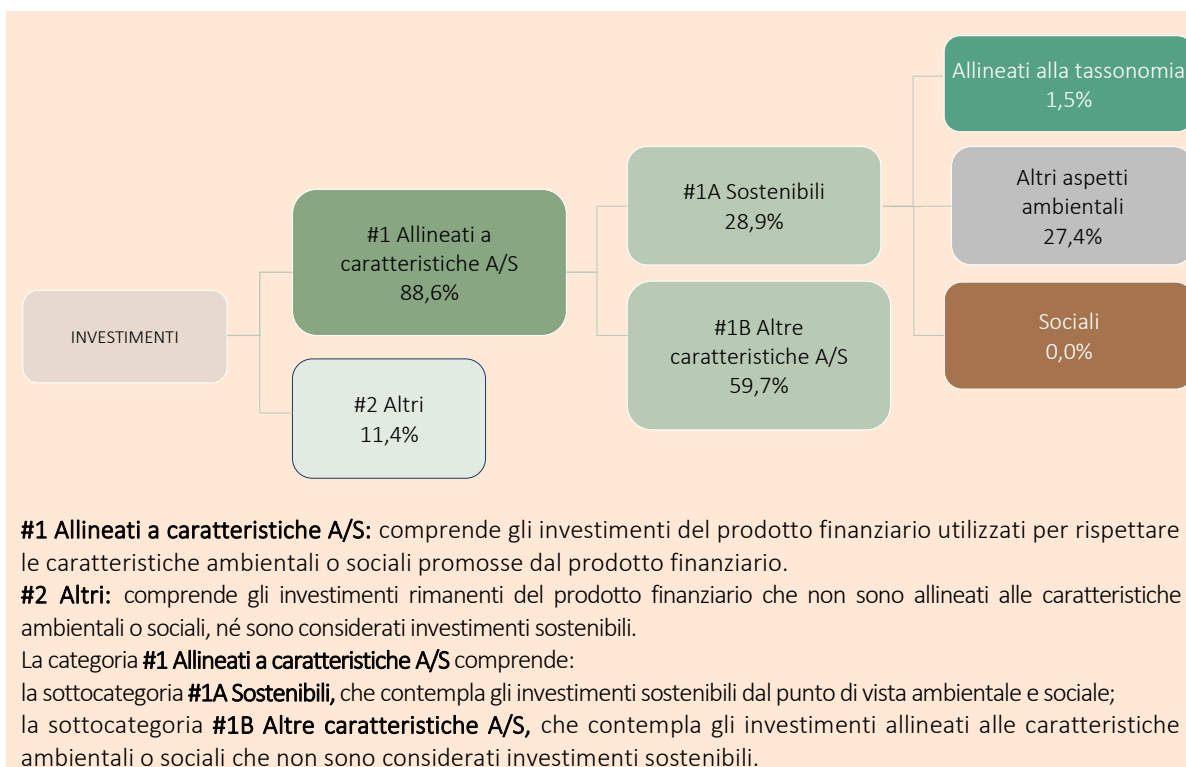 Allineati alla tassonomia
1,5%
#1A Sostenibili
28,9%
Altri aspetti
ambientali
27,4%
#1 Allineati a
caratteristiche A/S
88,6%
INVESTIMENTI
#1B Altre
caratteristiche A/S
59,7%
Sociali
0,0%
#2 Altri
11,4%
#1 Allineati a caratteristiche A/S: comprende gli investimenti del prodotto finanziario utilizzati per rispettare
le caratteristiche ambientali o sociali promosse dal prodotto finanziario.
#2 Altri: comprende gli investimenti rimanenti del prodotto finanziario che non sono allineati alle caratteristiche
ambientali o sociali, né sono considerati investimenti sostenibili.
La categoria #1 Allineati a caratteristiche A/S comprende:
la sottocategoria #1A Sostenibili, che contempla gli investimenti sostenibili dal punto di vista ambientale e sociale;
la sottocategoria #1B Altre caratteristiche A/S, che contempla gli investimenti allineati alle caratteristiche
ambientali o sociali che non sono considerati investimenti sostenibili.